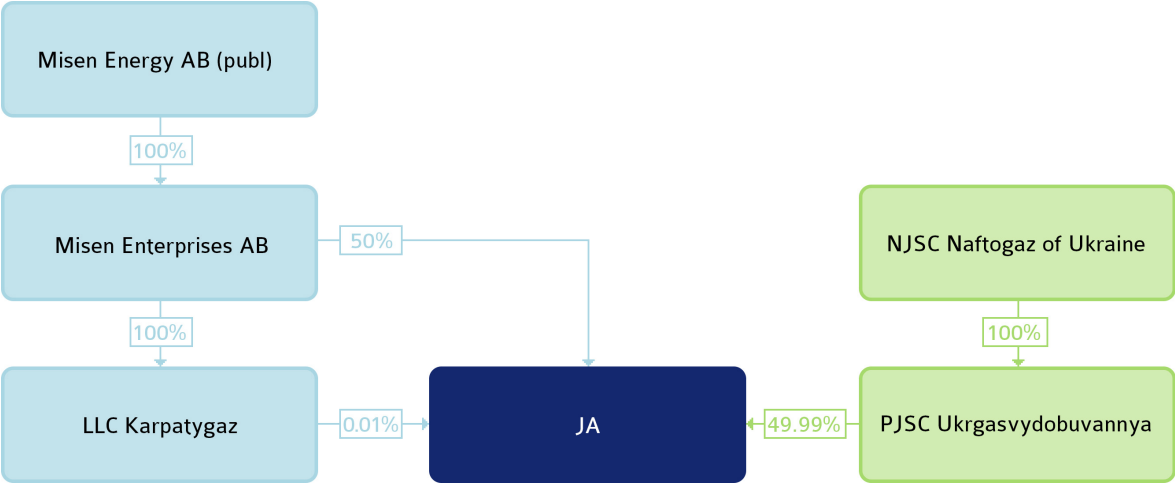 Misen Energy AB (publ)
100%
Misen Enterprises AB
50%
NJSC Naftogaz of Ukraine
100%
100%
LLC Karpatygaz
0.01%
JA
49.99%
PJSC Ukrgasvydobuvannya